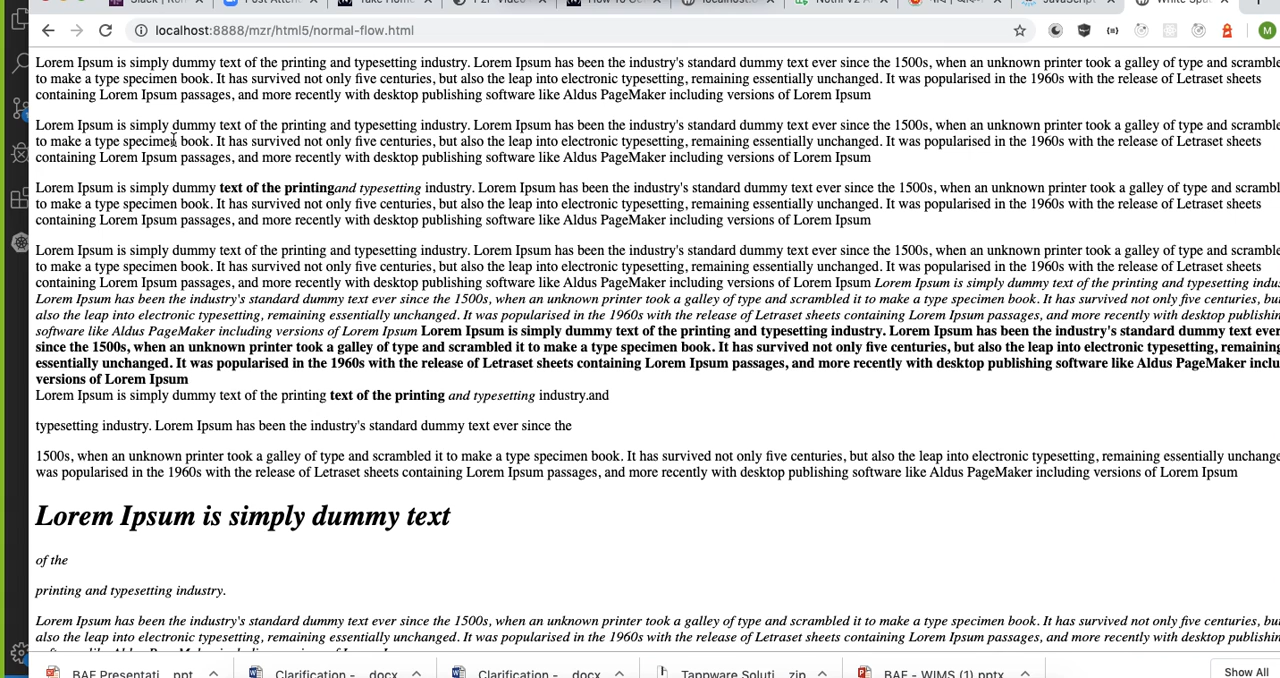 localhost:8888/mzr/html5/normal-flow.html
M
Lorem Ipsum is simply dummy text of the printing and typesetting industry. Lorem Ipsum has been the industry's standard dummy text ever since the 1500s, when an unknown printer took a galley of type and scramble
to make a type specimen book. It has survived not only five centuries, but also the leap into electronic typesetting, remaining essentially unchanged. It was popularised in the 1960s with the release of Letraset sheets
containing Lorem Ipsum passages, and more recently with desktop publishing software like Aldus PageMaker including versions of Lorem Ipsum
Lorem Ipsum is simply dummy text of the printing and typesetting industry. Lorem Ipsum has been the industry's standard dummy text ever since the 1500s, when an unknown printer took a galley of type and scramble
to make a type specimen book. It has survived not only five centuries, but also the leap into electronic typesetting, remaining essentially unchanged. It was popularised in the 1960s with the release of Letraset sheets
containing Lorem Ipsum passages, and more recently with desktop publishing software like Aldus PageMaker including versions of Lorem Ipsum
Lorem Ipsum is simply dummy text of the printingand typesetting industry. Lorem Ipsum has been the industry's standard dummy text ever since the 1500s, when an unknown printer took a galley of type and scrambl
to make a type specimen book. It has survived not only five centuries, but also the leap into electronic typesetting, remaining essentially unchanged. It was popularised in the 1960s with the release of Letraset sheets
containing Lorem Ipsum passages, and more recently with desktop publishing software like Aldus PageMaker including versions of Lorem Ipsum
Lorem Ipsum is simply dummy text of the printing and typesetting industry. Lorem Ipsum has been the industry's standard dummy text ever since the 1500s, when an unknown printer took a galley of type and scramble
to make a type specimen book. It has survived not only five centuries, but also the leap into electronic typesetting, remaining essentially unchanged. It was popularised in the 1960s with the release of Letraset sheets
containing Lorem Ipsum passages, and more recently with desktop publishing software like Aldus PageMaker including versions of Lorem Ipsum Lorem Ipsum is simply dummy text of the printing and typesetting indus
Lorem Ipsum has been the industry's standard dummy text ever since the 1500s, when an unknown printer took a galley of type and scrambled it to make a type specimen book. It has survived not only five centuries, bu
also the leap into electronic typesetting, remaining essentially unchanged. It was popularised in the 1960s with the release of Letraset sheets containing Lorem Ipsum passages, and more recently with desktop publishin
software like Aldus PageMaker including versions of Lorem Ipsum Lorem Ipsum is simply dummy text of the printing and typesetting industry. Lorem Ipsum has been the industry's standard dummy text ever
since the 1500s, when an unknown printer took a galley of type and scrambled it to make a type specimen book. It has survived not only five centuries, but also the leap into electronic typesetting, remaining
essentially unchanged. It was popularised in the 1960s with the release of Letraset sheets containing Lorem Ipsum passages, and more recently with desktop publishing software like Aldus PageMaker inclu
versions of Lorem Ipsum
Lorem Ipsum is simply dummy text of the printing text of the printing and typesetting industry.and
typesetting industry. Lorem Ipsum has been the industry's standard dummy text ever since the
1500s, when an unknown printer took a galley of type and scrambled it to make a type specimen book. It has survived not only five centuries, but also the leap into electronic typesetting, remaining essentially unchange
was popularised in the 1960s with the release of Letraset sheets containing Lorem Ipsum passages, and more recently with desktop publishing software like Aldus PageMaker including versions of Lorem Ipsum
Lorem Ipsum is simply dummy text
of the
printing and typesetting industry.
Lorem Ipsum has been the industry's standard dummy text ever since the 1500s, when an unknown printer took a galley of type and scrambled it to make a type specimen book. It has survived not only five centuries, bu
also the leap into electronic typesetting, remaining essentially unchanged. It was popularised in the 1960s with the release of Letraset sheets containing Lorem Ipsum passages, and more recently with desktop publishin
BAF Presentati....ppt
Clarification - ....docx
Clarification - ....docx
Tappware Soluti....zip
BAF - WIMS (1).pptx
Show All